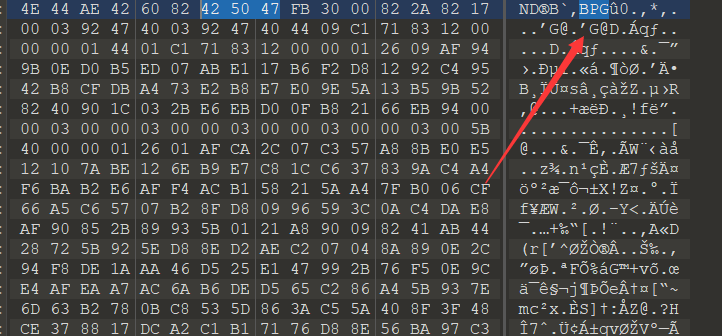 4E 44 AE 42 60 82 42 50 47 FB 30 00 82 2A 82 17 ND®B`‚BPGû0.‚*‚.
00 03 92 47 40 03 92 47 40 44 09 C1 71 83 12 00 ..’G@.’G@D.Áqƒ..
00 00 01 44 01 C1 71 83 12 00 00 01 26 09 AF 94 ...D.Áqƒ....&.¯”
9B 0E D0 B5 ED 07 AB E1 17 B6 F2 D8 12 92 C4 95 ›.Ðµí.«á.¶òØ.’Ä•
42 B8 CF DB A4 73 E2 B8 E7 E0 9E 5A 13 B5 9B 52
82 40 90 1C 03 2B E6 EB D0 0F B8 21 66 EB 94 00 ‚@...+æëÐ.¸!fë”.
00 03 00 00 03 00 00 03 00 00 03 00 00 03 00 5B ...............[
40 00 00 01 26 01 AF CA 2C 07 C3 57 A8 8B E0 E5 @...&.¯Ê,.ÃW¨‹àå
12 10 7A BE 12 6E B9 E7 C8 1C C6 37 83 9A C4 A4 ..z¾.n¹çÈ.Æ7ƒšÄ¤
F6 BA B2 E6 AF F4 AC B1 58 21 5A A4 7F B0 06 CF öº²æ¯ô¬±X!Z¤.°.Ï
66 A5 C6 57 07 B2 8F D8 09 96 59 3C 0A C4 DA E8 f¥ÆW.².Ø.–Y<.ÄÚè
AF 90 85 2B 89 5B 01 21 A8 90 09 82 41 AB 44
28 72 5B 92 5E D8 8E D2 AE C2 07 04 8A 89 0E 2C (r[’^ØŽÒ®Â..Š‰.,
94 F8 DE 1A AA 46 D5 25 E1 47 99 2B 76 F5 0E 9C ”øÞ.ªFÕ%áG™+võ.œ
E4 AF EA A7 AC 6A B6 DE D5 65 C2 86 A4 5B 93 7E ä¯ê§¬j¶ÞÕeÂ†¤[“~
6D 63 B2 78 0B C8 53 5D 86 3A C5 5A 40 8F 3F 48 mc²x.ÈS]†:ÅZ@.?H
CE 37 88 17 DC A2 C1 B1 71 76 D8 8E 56 BA 97 C3 Î7ˆ.Ü¢Á±qvØŽVº—Ã